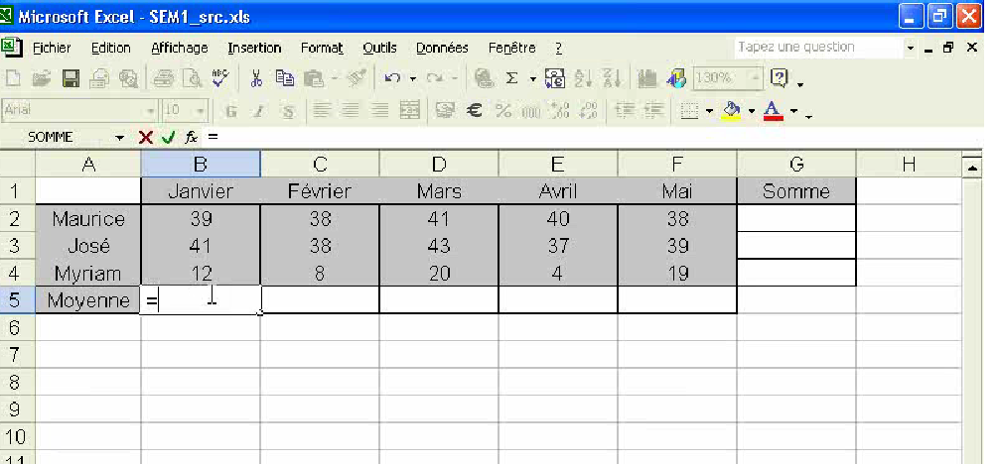 Microsoft Excel - SEM1_src.xls
Fichier Edition Affichage Insertion Format Outils Données Fenêtre ? Tapez une question
Σ 130% ?
Arial 10 G I S € % 000
SOMME fx =
A B C D E F G H
1 Janvier Février Mars Avril Mai Somme
2 Maurice 39 38 41 40 38
3 José 41 38 43 37 39
4 Myriam 12 8 20 4 19
5 Moyenne =
6
7
8
9
10
11